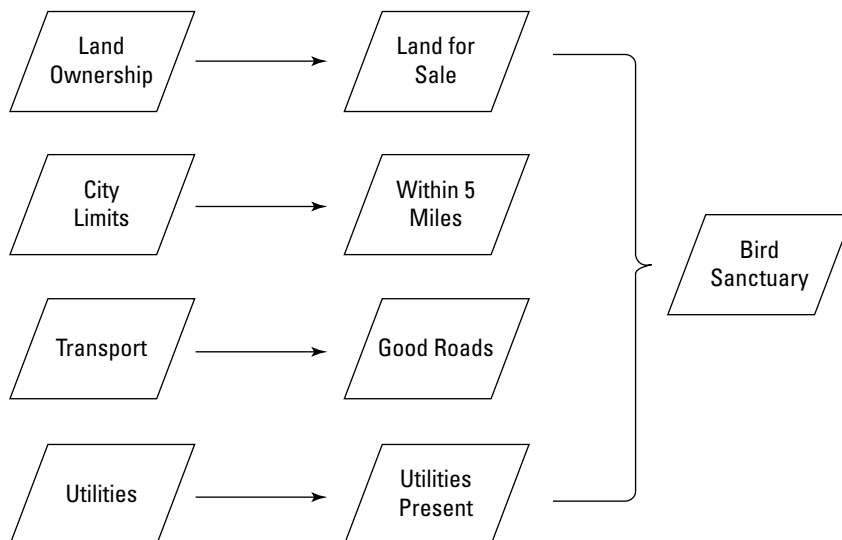 Land
Ownership
Land for
Sale
City
Limits
Within 5
Miles
Transport
Good Roads
Utilities
Utilities
Present
Bird
Sanctuary